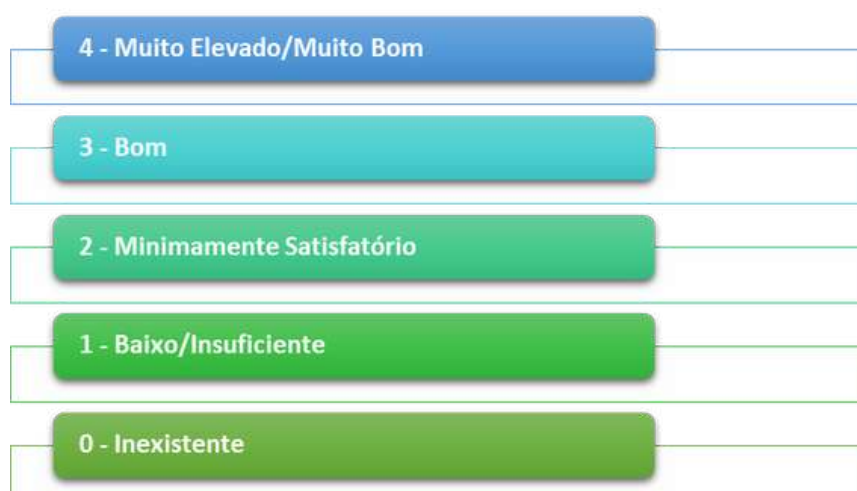 4 - Muito Elevado/Muito Bom
3 - Bom
2 - Minimamente Satisfatório
1 - Baixo/Insuficiente
0 - Inexistente